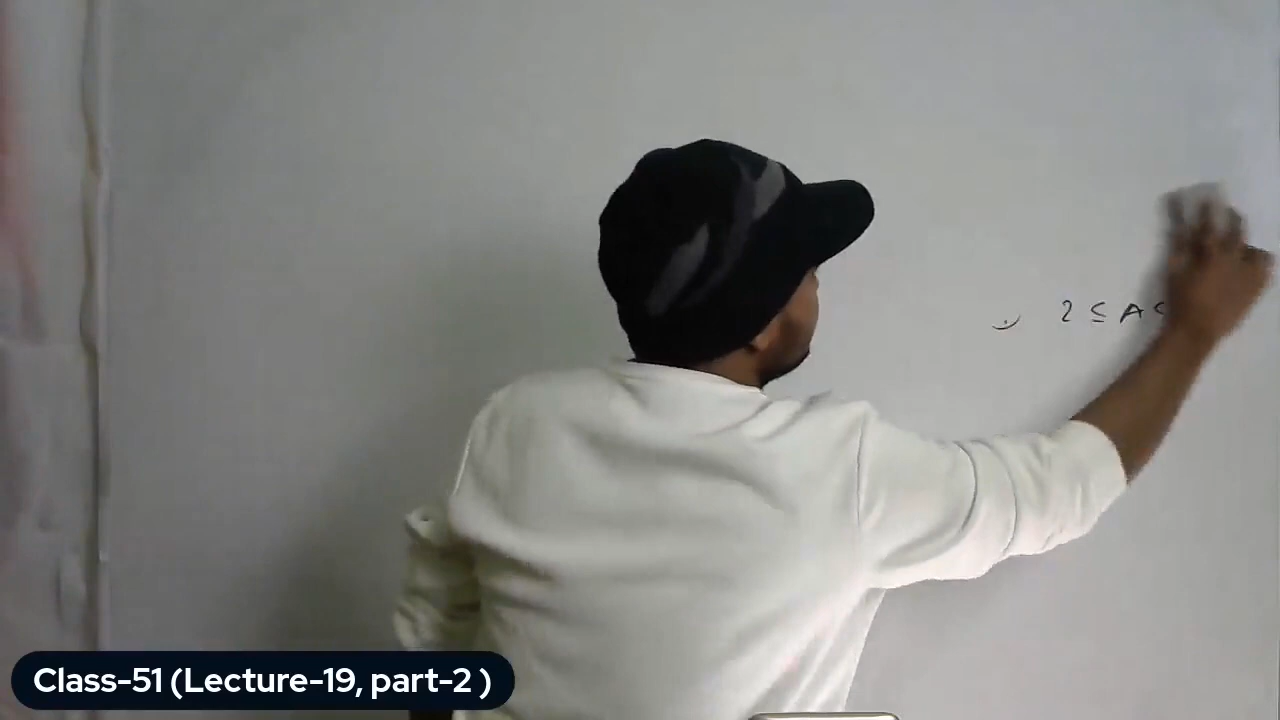 2 ≤ A <
Class-51 (Lecture-19, part-2 )